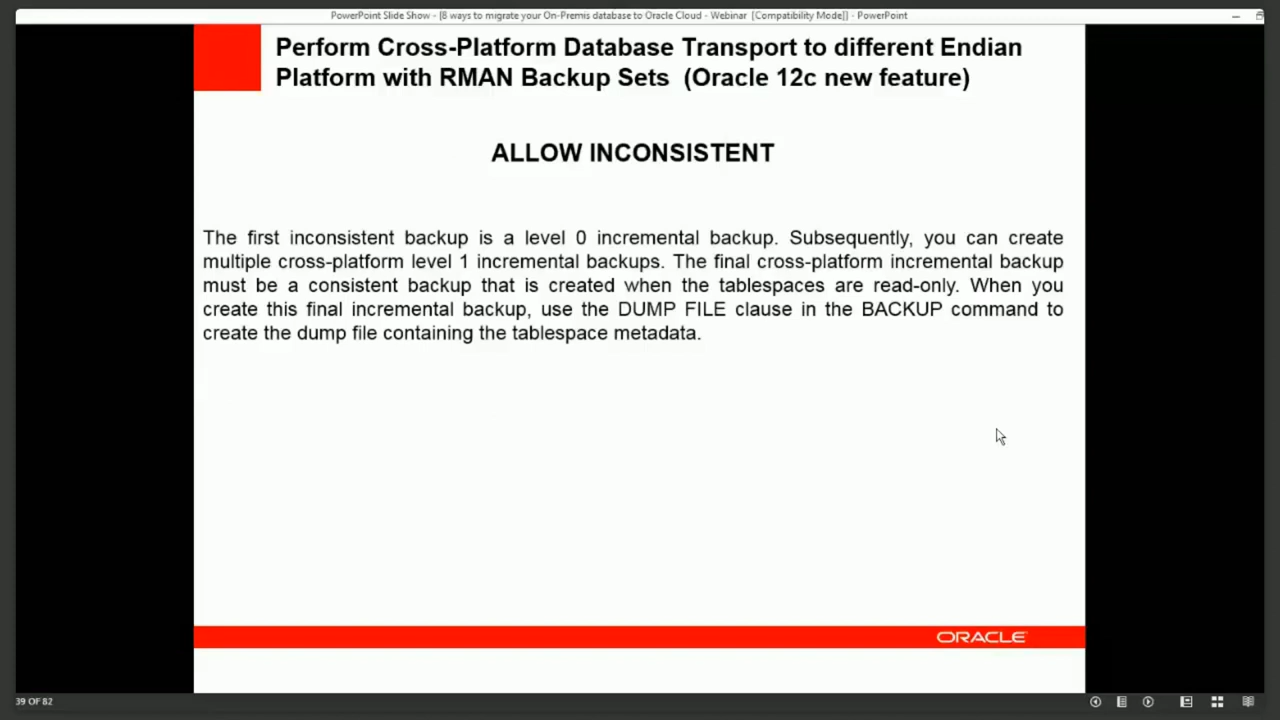 PowerPoint Slide Show - [8 ways to migrate your On-Premis database to Oracle Cloud - Webinar [Compatibility Mode]] - PowerPoint
Perform Cross-Platform Database Transport to different Endian
Platform with RMAN Backup Sets (Oracle 12c new feature)
ALLOW INCONSISTENT
The first inconsistent backup is a level 0 incremental backup. Subsequently, you can create
multiple cross-platform level 1 incremental backups. The final cross-platform incremental backup
must be a consistent backup that is created when the tablespaces are read-only. When you
create this final incremental backup, use the DUMP FILE clause in the BACKUP command to
create the dump file containing the tablespace metadata.
ORACLE
39 OF 82